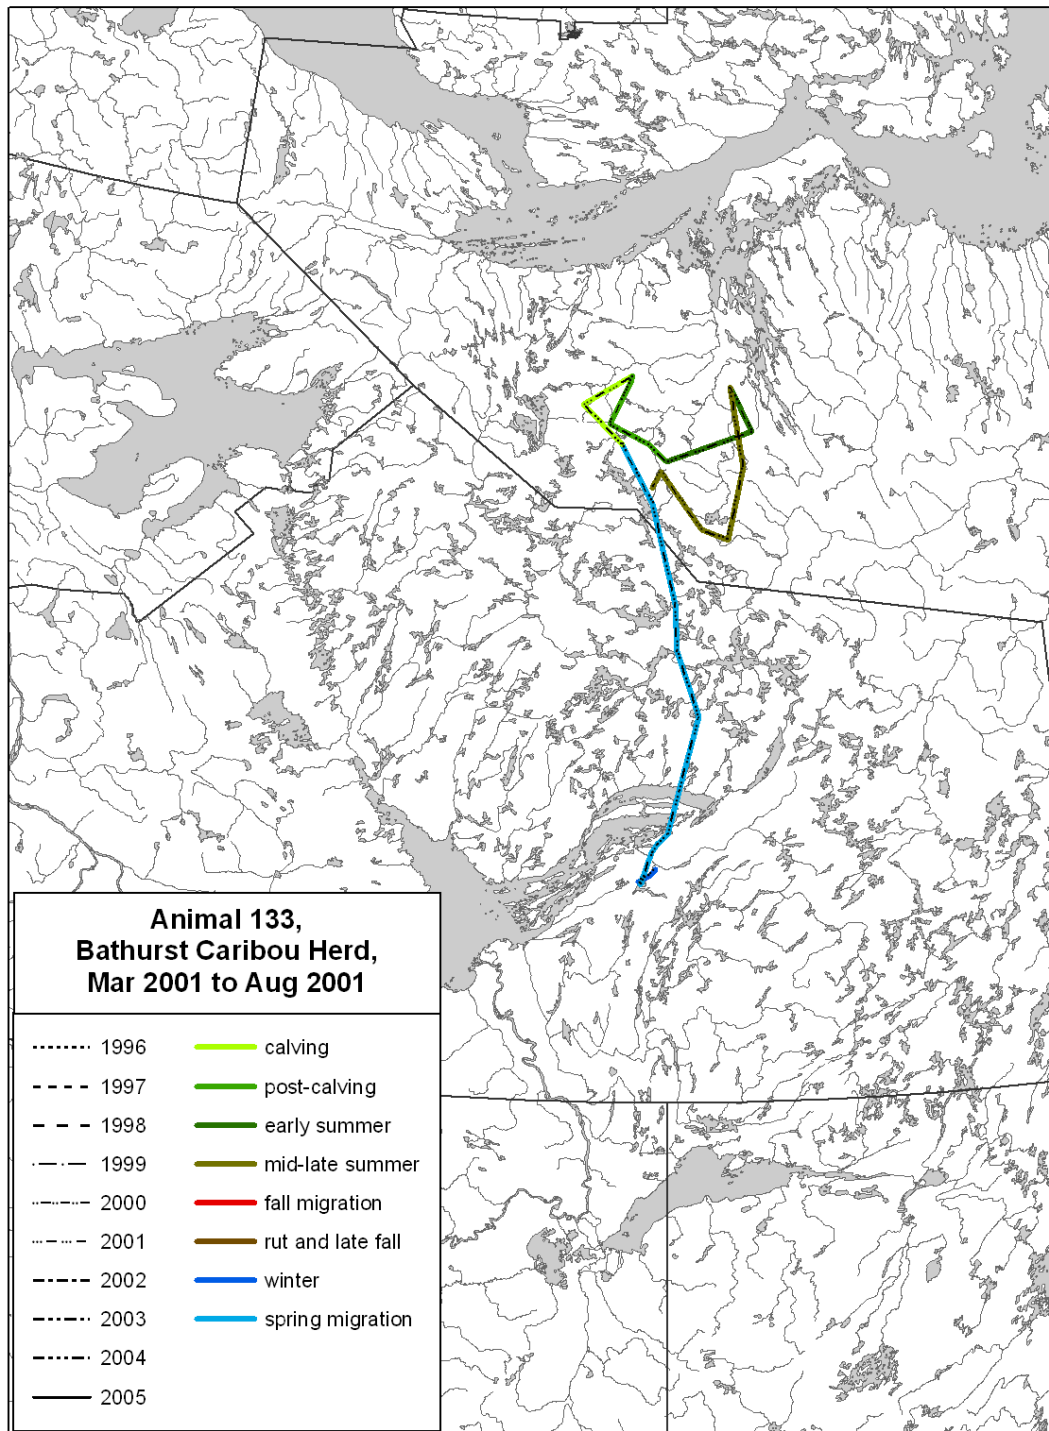 Animal 133,
Bathurst Caribou Herd,
Mar 2001 to Aug 2001
1996
1997
1998
1999
2000
2001
2002
2003
2004
2005
calving
post-calving
early summer
mid-late summer
fall migration
rut and late fall
winter
spring migration